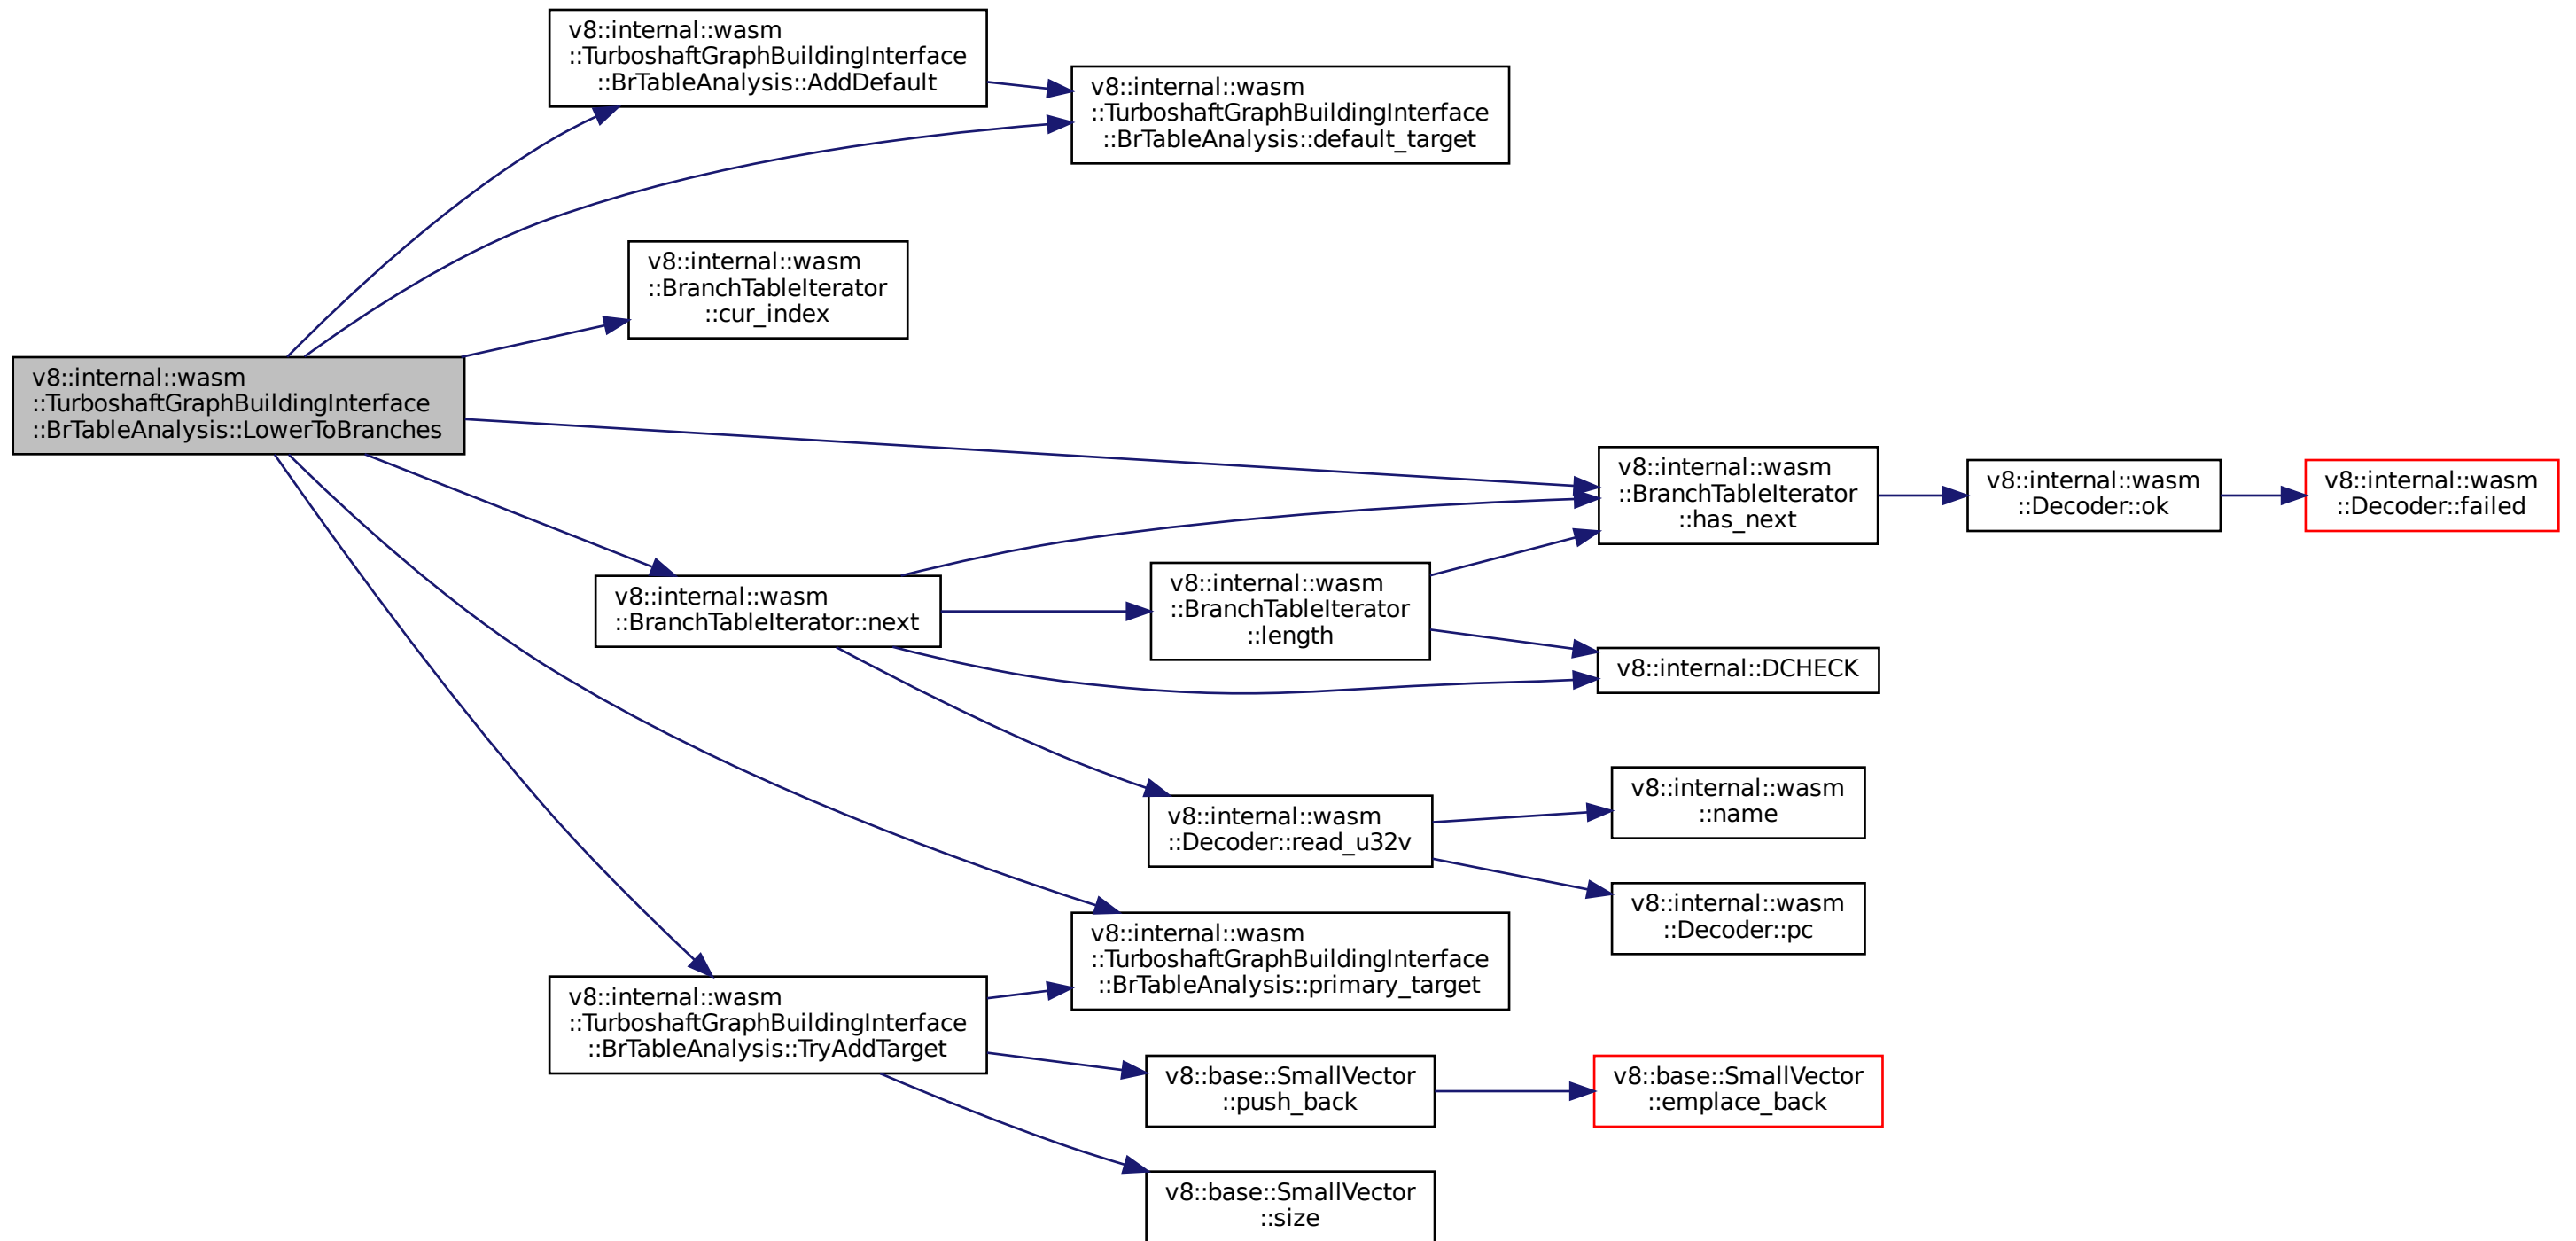 v8::internal::wasm
::TurboshaftGraphBuildingInterface
::BrTableAnalysis::LowerToBranches
v8::internal::wasm
::TurboshaftGraphBuildingInterface
::BrTableAnalysis::AddDefault
v8::internal::wasm
::TurboshaftGraphBuildingInterface
::BrTableAnalysis::default_target
v8::internal::wasm
::BranchTableIterator
::cur_index
v8::internal::wasm
::BranchTableIterator
::has_next
v8::internal::wasm
::Decoder::ok
v8::internal::wasm
::Decoder::failed
v8::internal::wasm
::BranchTableIterator::next
v8::internal::wasm
::BranchTableIterator
::length
v8::internal::DCHECK
v8::internal::wasm
::Decoder::read_u32v
v8::internal::wasm
::name
v8::internal::wasm
::Decoder::pc
v8::internal::wasm
::TurboshaftGraphBuildingInterface
::BrTableAnalysis::primary_target
v8::internal::wasm
::TurboshaftGraphBuildingInterface
::BrTableAnalysis::TryAddTarget
v8::base::SmallVector
::push_back
v8::base::SmallVector
::emplace_back
v8::base::SmallVector
::size